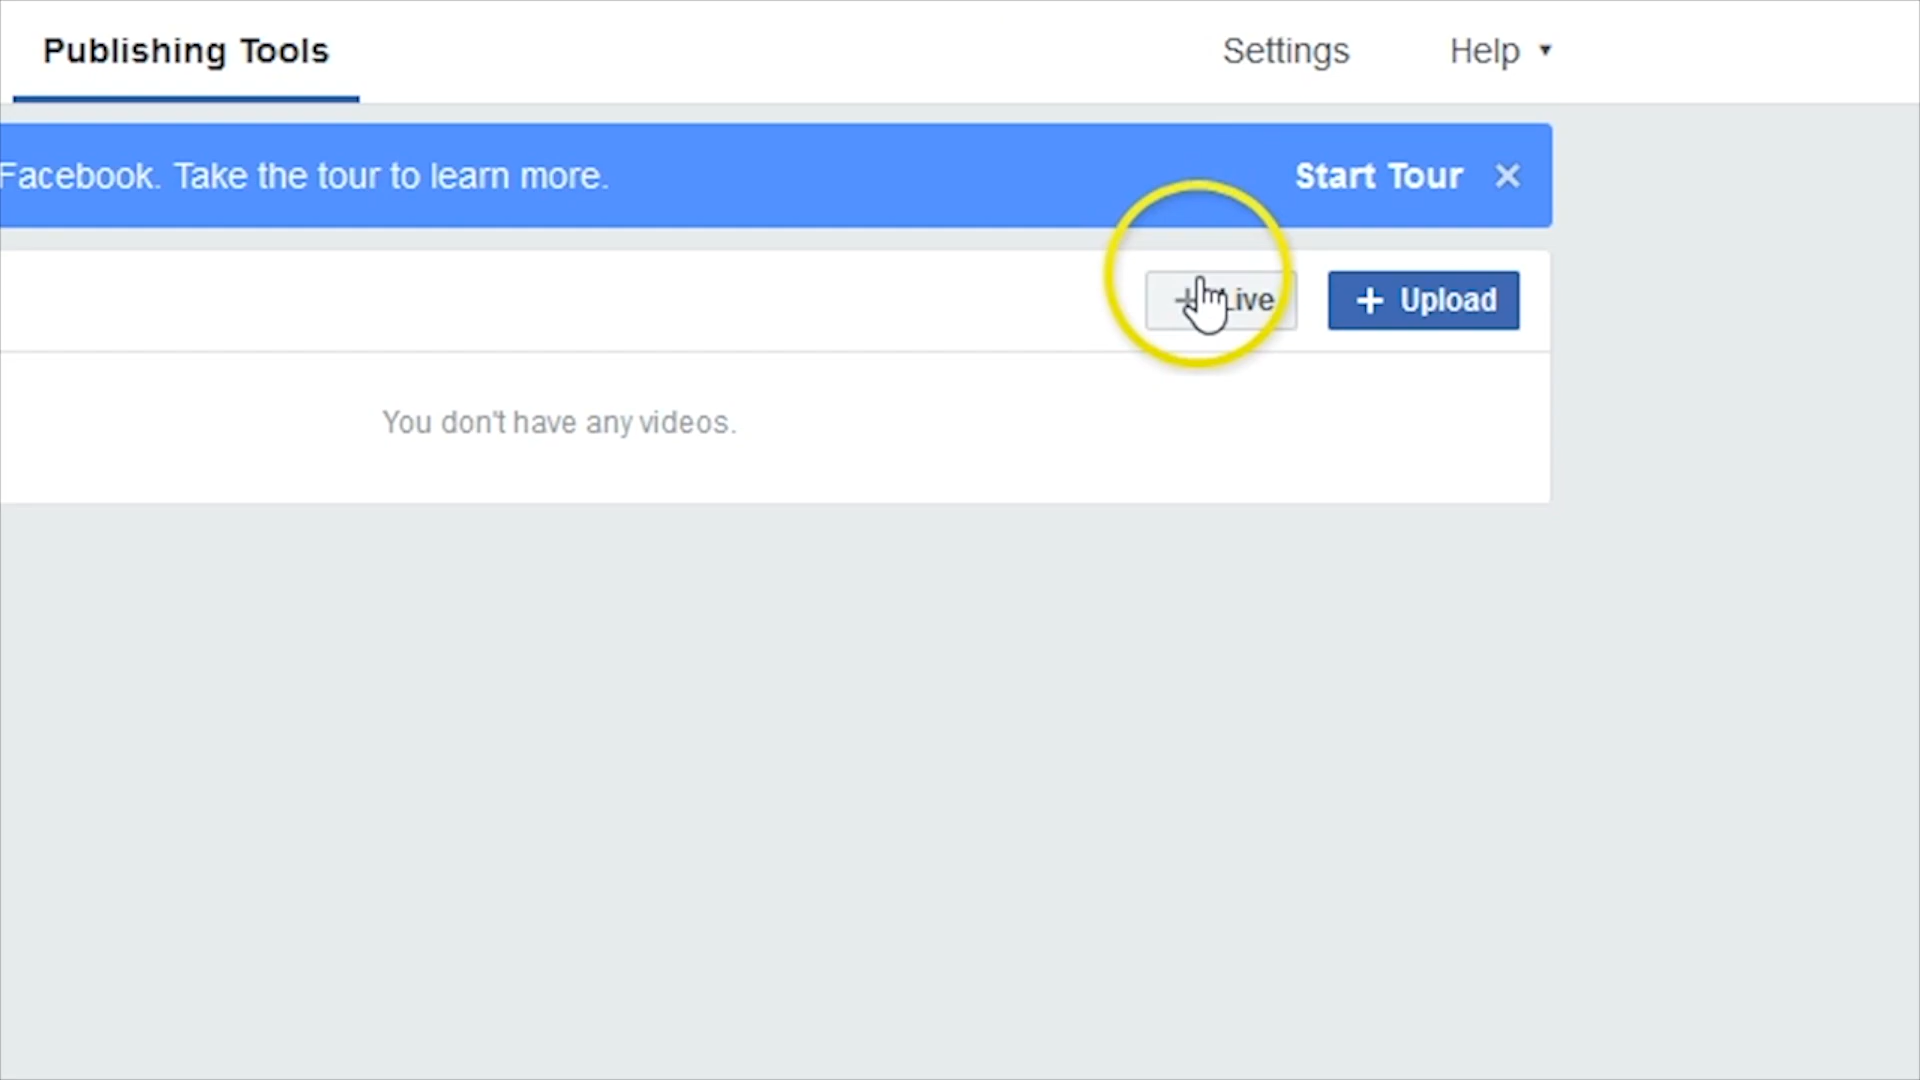 Publishing Tools
Settings
Help
Facebook. Take the tour to learn more.
Start Tour
+ Live
+ Upload
You don't have any videos.